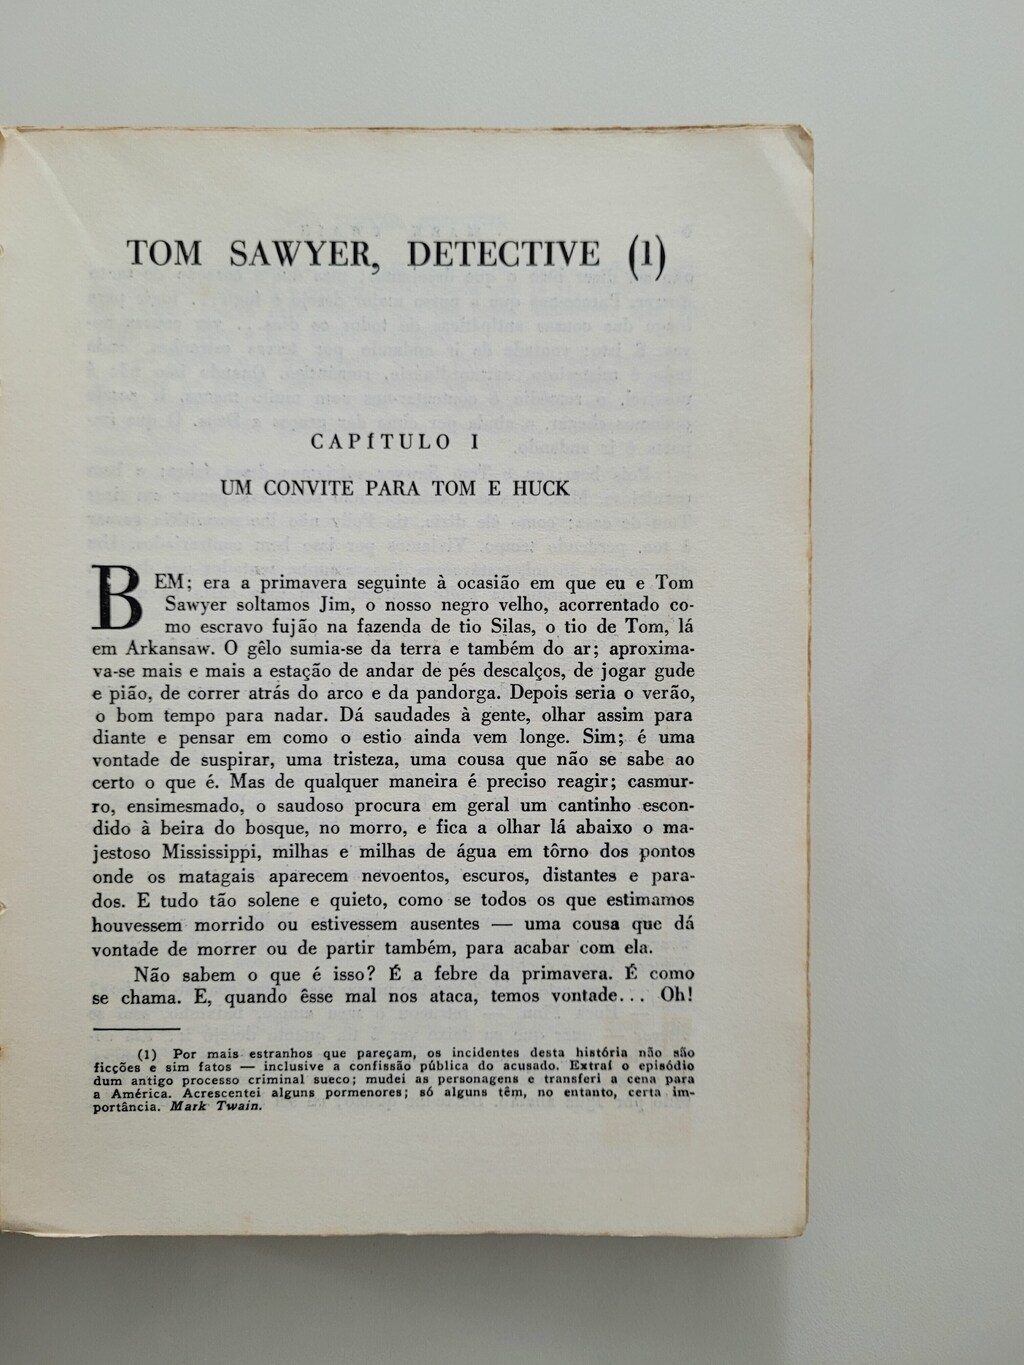 TOM SAWYER, DETECTIVE (1)
CAPÍTULO I
UM CONVITE PARA TOM E HUCK
BEM; era a primavera seguinte à ocasião em que eu e Tom
Sawyer soltamos Jim, o nosso negro velho, acorrentado co-
mo escravo fujão na fazenda de tio Silas, o tio de Tom, lá
em Arkansaw. O gêlo sumia-se da terra e também do ar; aproxima-
va-se mais e mais a estação de andar de pés descalços, de jogar gude
e pião, de correr atrás do arco e da pandorga. Depois seria o verão,
o bom tempo para nadar. Dá saudades à gente, olhar assim para
diante e pensar em como o estio ainda vem longe. Sim; é uma
vontade de suspirar, uma tristeza, uma cousa que não se sabe ao
certo o que é. Mas de qualquer maneira é preciso reagir; casmur-
ro, ensimesmado, o saudoso procura em geral um cantinho escon-
dido à beira do bosque, no morro, e fica a olhar lá abaixo o ma-
jestoso Mississippi, milhas e milhas de água em tôrno dos pontos
onde os matagais aparecem nevoentos, escuros, distantes e para-
dos. E tudo tão solene e quieto, como se todos os que estimamos
houvessem morrido ou estivessem ausentes — uma cousa que dá
vontade de morrer ou de partir também, para acabar com ela.
Não sabem o que é isso? É a febre da primavera. É como
se chama. E, quando êsse mal nos ataca, temos vontade... Oh!
(1) Por mais estranhos que pareçam, os incidentes desta história não são
ficções e sim fatos — inclusive a confissão pública do acusado. Extraí o episódio
dum antigo processo criminal sueco; mudei as personagens e transferi a cena para
a América. Acrescentei alguns pormenores; só alguns têm, no entanto, certa im-
portância. Mark Twain.